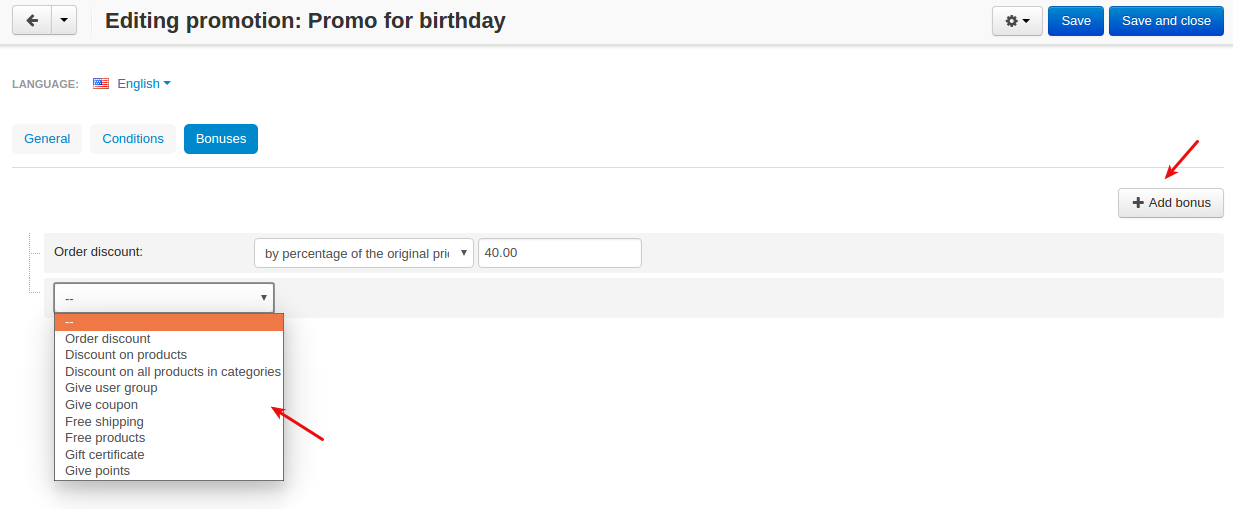 Editing promotion: Promo for birthday
Save
Save and close
LANGUAGE:
English
General
Conditions
Bonuses
Add bonus
Order discount:
by percentage of the original pri
40.00
--
--
Order discount
Discount on products
Discount on all products in categories
Give user group
Give coupon
Free shipping
Free products
Gift certificate
Give points